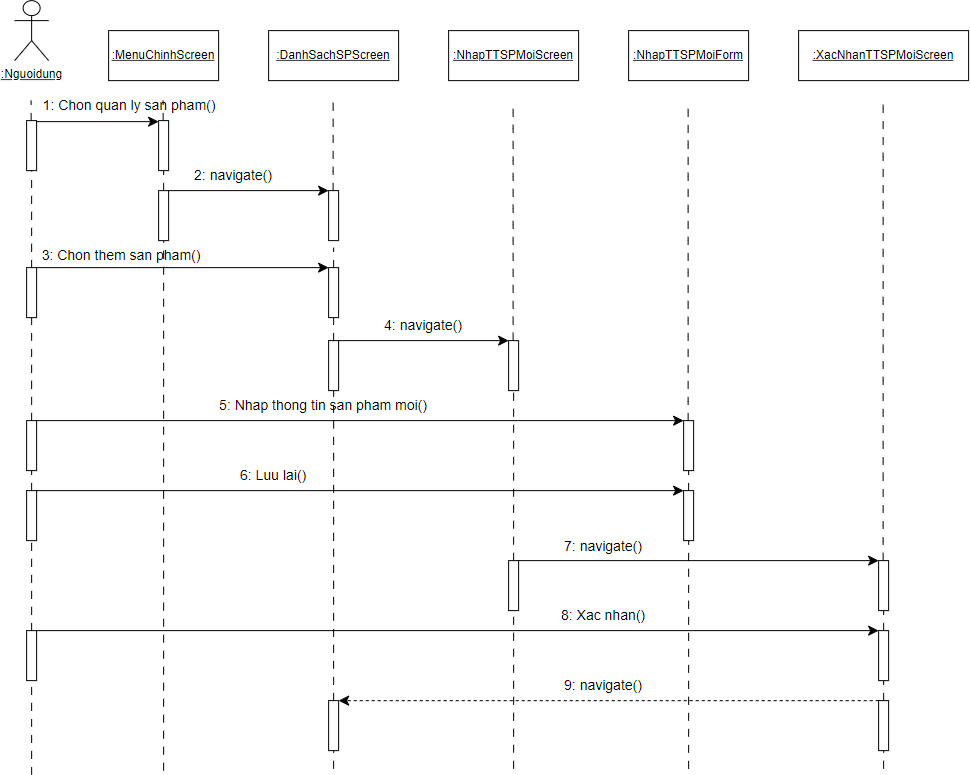 :Nguoidung
:MenuChinhScreen
:DanhSachSPScreen
:NhapTTSPMoiScreen
:NhapTTSPMoiForm
:XacNhanTTSPMoiScreen
1: Chon quan ly san pham()
2: navigate()
3: Chon them san pham()
4: navigate()
5: Nhap thong tin san pham moi()
6: Luu lai()
7: navigate()
8: Xac nhan()
9: navigate()